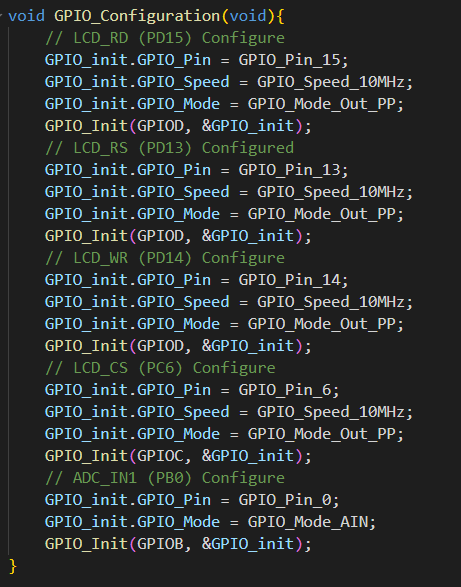 void GPIO_Configuration(void){
    // LCD_RD (PD15) Configure
    GPIO_init.GPIO_Pin = GPIO_Pin_15;
    GPIO_init.GPIO_Speed = GPIO_Speed_10MHz;
    GPIO_init.GPIO_Mode = GPIO_Mode_Out_PP;
    GPIO_Init(GPIOD, &GPIO_init);
    // LCD_RS (PD13) Configured
    GPIO_init.GPIO_Pin = GPIO_Pin_13;
    GPIO_init.GPIO_Speed = GPIO_Speed_10MHz;
    GPIO_init.GPIO_Mode = GPIO_Mode_Out_PP;
    GPIO_Init(GPIOD, &GPIO_init);
    // LCD_WR (PD14) Configure
    GPIO_init.GPIO_Pin = GPIO_Pin_14;
    GPIO_init.GPIO_Speed = GPIO_Speed_10MHz;
    GPIO_init.GPIO_Mode = GPIO_Mode_Out_PP;
    GPIO_Init(GPIOD, &GPIO_init);
    // LCD_CS (PC6) Configure
    GPIO_init.GPIO_Pin = GPIO_Pin_6;
    GPIO_init.GPIO_Speed = GPIO_Speed_10MHz;
    GPIO_init.GPIO_Mode = GPIO_Mode_Out_PP;
    GPIO_Init(GPIOC, &GPIO_init);
    // ADC_IN1 (PB0) Configure
    GPIO_init.GPIO_Pin = GPIO_Pin_0;
    GPIO_init.GPIO_Mode = GPIO_Mode_AIN;
    GPIO_Init(GPIOB, &GPIO_init);
}